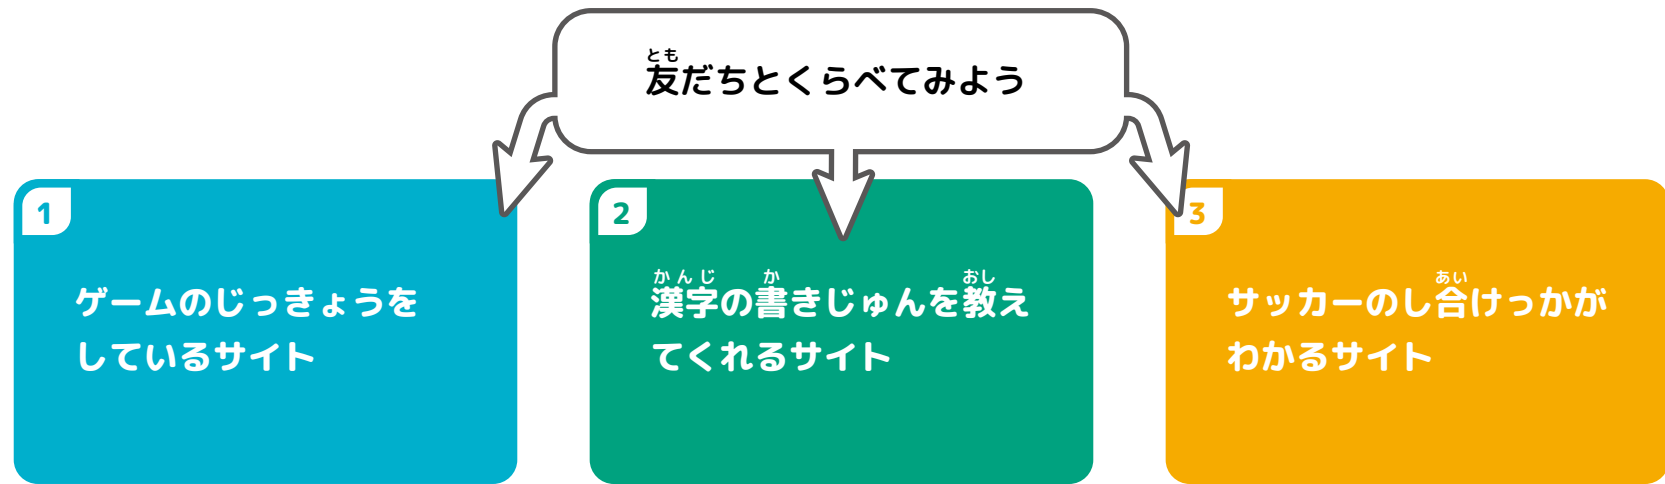 とも
友だちとくらべてみよう
1
ゲームのじっきょうを
しているサイト
2
かんじ か おし
漢字の書きじゅんを教え
てくれるサイト
3
あい
サッカーのし合けっかが
わかるサイト